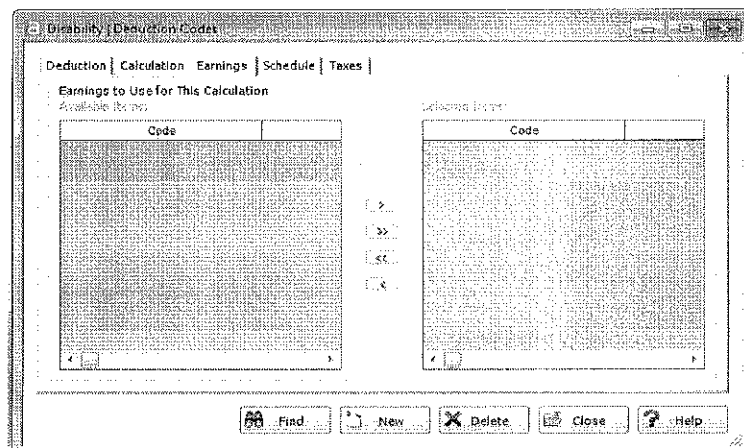 Disability | Deduction Codes
Deduction Calculation Earnings Schedule Taxes
Earnings to Use for This Calculation
Available Items: Selected Items:
Code Code
> 
>>
<<
<
Find New Delete Close Help